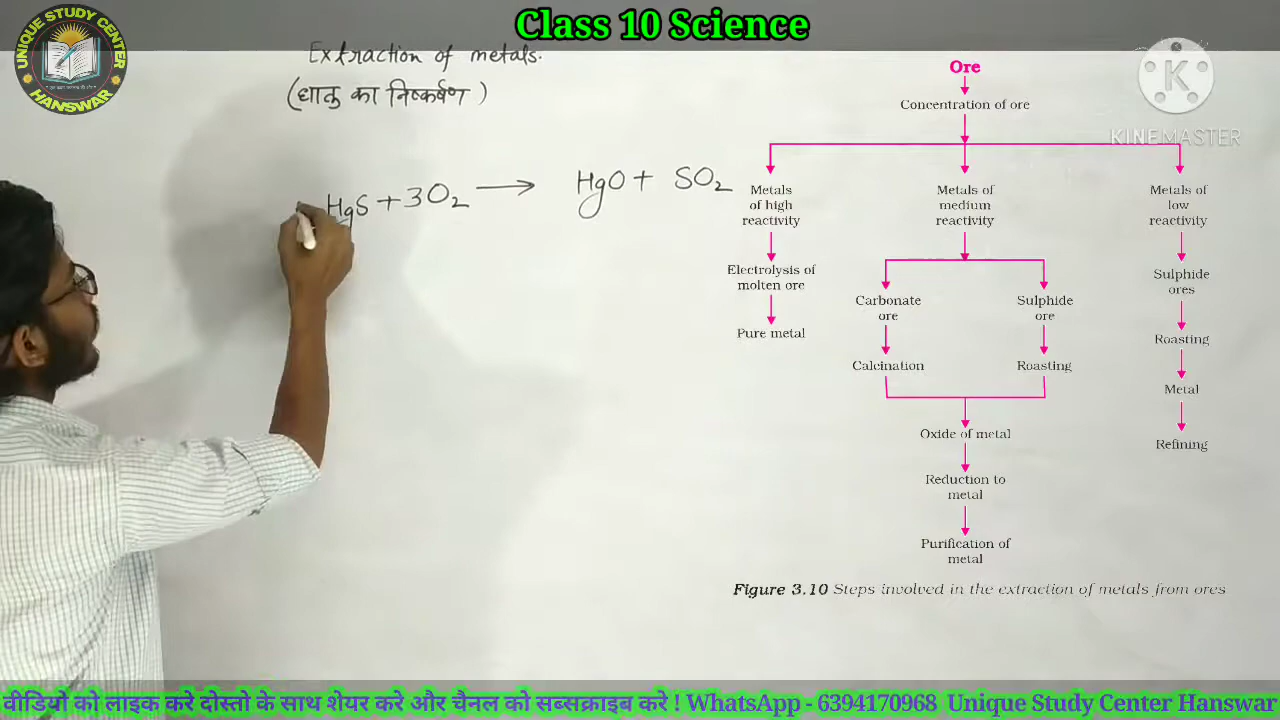 Class 10 Science
UNIQUE STUDY CENTER
HANSWAR
Extraction of metals.
(धातु का निष्कर्षण)
HgS + 3O2 → HgO + SO2
K
KINEMASTER
Ore
Concentration of ore
Metals of high reactivity
Metals of medium reactivity
Metals of low reactivity
Electrolysis of molten ore
Pure metal
Carbonate ore
Sulphide ore
Calcination
Roasting
Sulphide ores
Roasting
Metal
Refining
Oxide of metal
Reduction to metal
Purification of metal
Figure 3.10 Steps involved in the extraction of metals from ores
वीडियो को लाइक करे दोस्तो के साथ शेयर करे और चैनल को सब्सक्राइब करे ! WhatsApp - 6394170968 Unique Study Center Hanswar